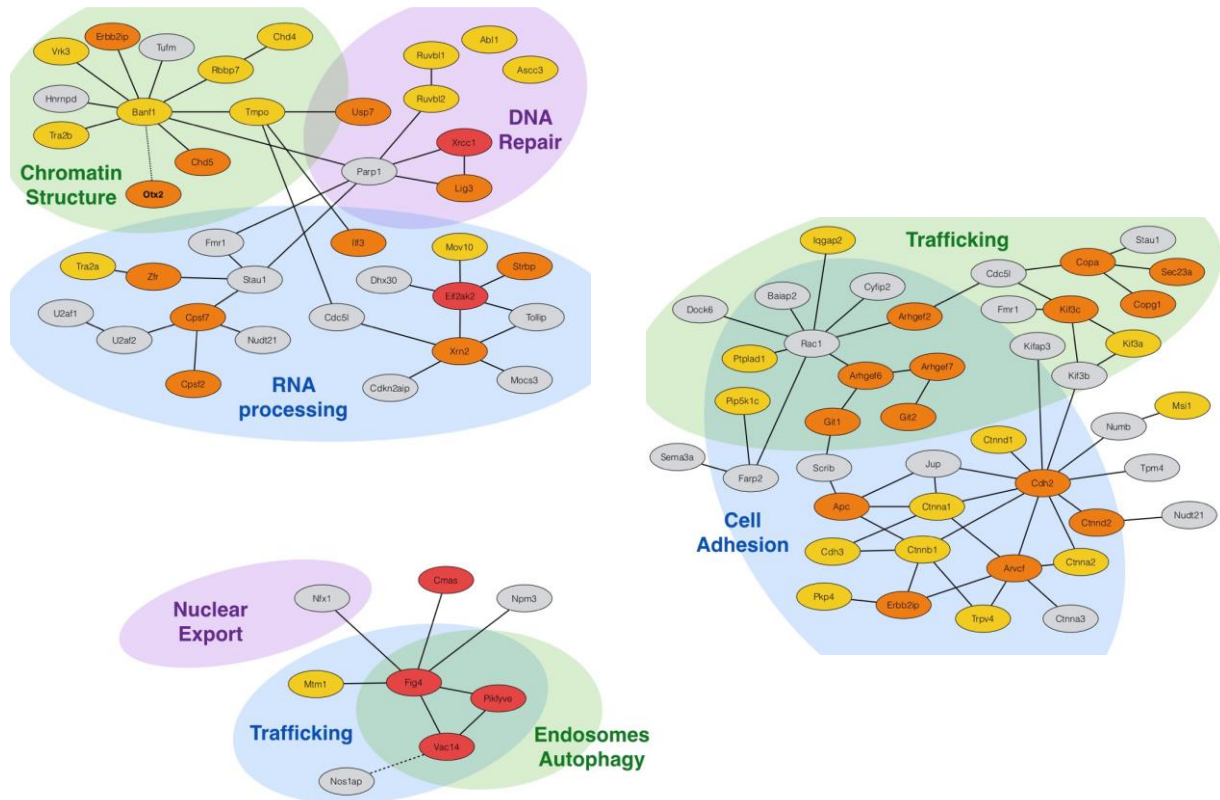 Erbb2ip
Chd4
Vrk3
Tufm
Rbbp7
Hnrnpd
Banf1
Tmpo
Usp7
Tra2b
Chd5
Chromatin
Structure
Otx2
Ruvbl1
Abl1
Ascc3
Ruvbl2
DNA
Repair
Xrcc1
Parp1
Lig3
Fmr1
Ilf3
Mov10
Tra2a
Zfr
Stau1
Dhx30
Strbp
Eif2ak2
U2af1
Cpsf7
Cdc5l
Tollip
U2af2
Nudt21
Xrn2
Cpsf2
RNA
processing
Cdkn2aip
Mocs3
Iqgap2
Trafficking
Stau1
Cdc5l
Copa
Sec23a
Baiap2
Cyfip2
Dock6
Arhgef2
Fmr1
Kif3c
Copg1
Rac1
Kifap3
Kif3a
Ptplad1
Arhgef6
Arhgef7
Kif3b
Pip5k1c
Git1
Git2
Msi1
Numb
Ctnnd1
Sema3a
Farp2
Scrib
Jup
Cdh2
Tpm4
Apc
Ctnna1
Ctnnd2
Nudt21
Cell
Adhesion
Cdh3
Ctnnb1
Arvcf
Ctnna2
Pkp4
Erbb2ip
Trpv4
Ctnna3
Nuclear
Export
Nfx1
Cmas
Npm3
Mtm1
Fig4
Pikfyve
Trafficking
Vac14
Endosomes
Autophagy
Nos1ap